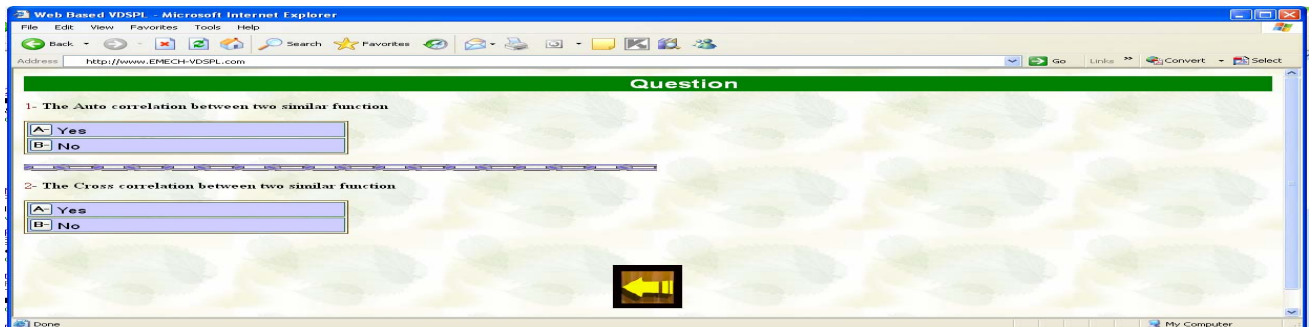 Web Based VDSPL - Microsoft Internet Explorer
File Edit View Favorites Tools Help
Back Search Favorites
Address http://www.EMECH-VDSPL.com Go Links » Convert Select
Question
1- The Auto correlation between two similar function
A- Yes
B- No
2- The Cross correlation between two similar function
A- Yes
B- No
Done My Computer